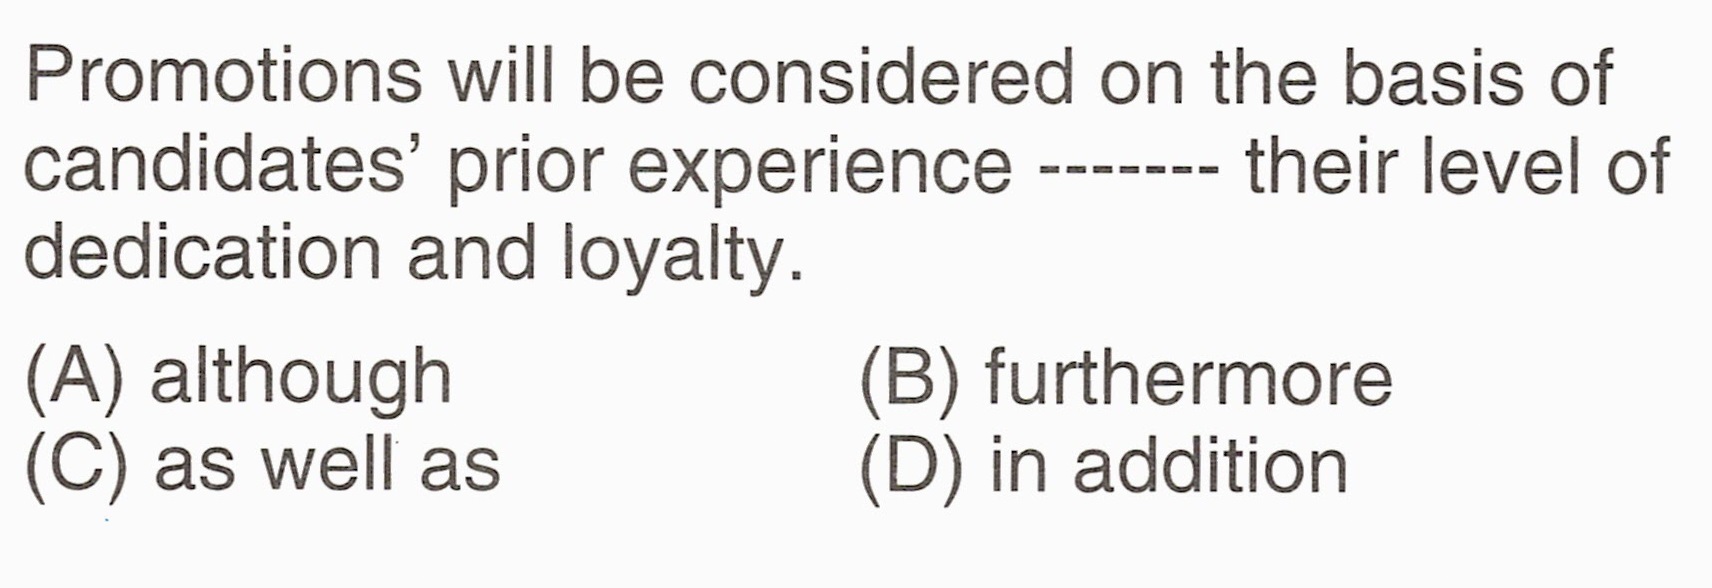 Promotions will be considered on the basis of
candidates’ prior experience ------- their level of
dedication and loyalty.
(A) although (B) furthermore
(C) as well as (D) in addition